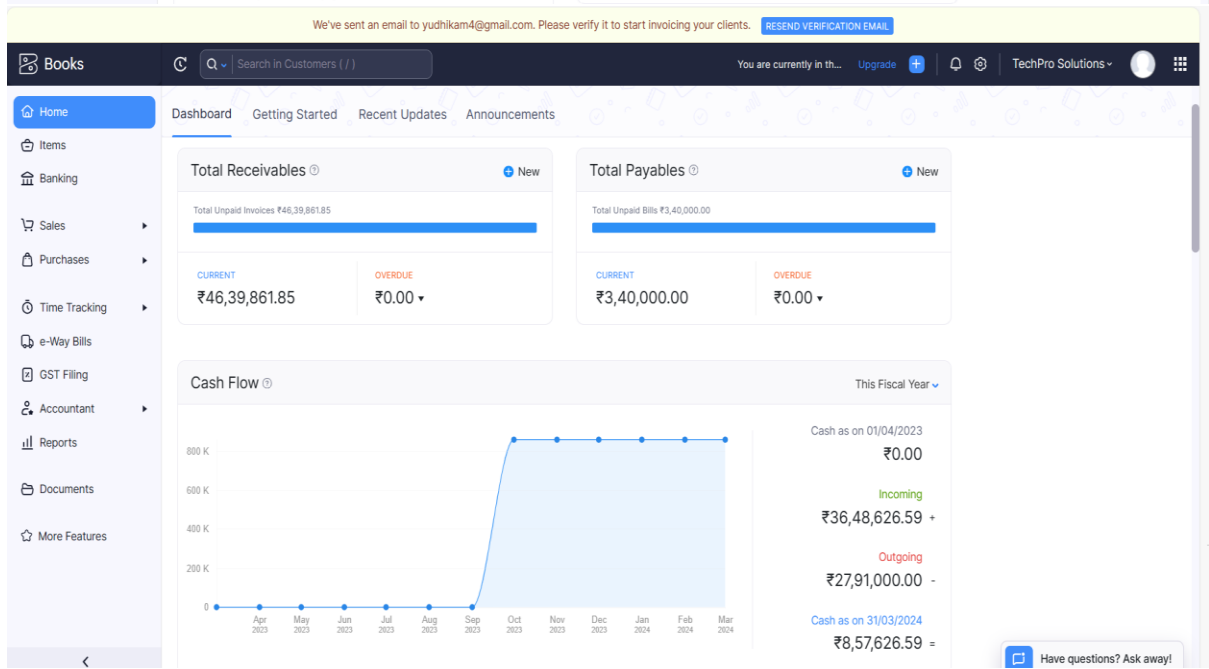 We've sent an email to yudhikam4@gmail.com. Please verify it to start invoicing your clients. RESEND VERIFICATION EMAIL
Books
Search in Customers ( / )
You are currently in th... Upgrade
TechPro Solutions
Home
Items
Banking
Sales
Purchases
Time Tracking
e-Way Bills
GST Filing
Accountant
Reports
Documents
More Features
Dashboard Getting Started Recent Updates Announcements
Total Receivables
New
Total Unpaid Invoices ₹46,39,861.85
CURRENT
₹46,39,861.85
OVERDUE
₹0.00
Total Payables
New
Total Unpaid Bills ₹3,40,000.00
CURRENT
₹3,40,000.00
OVERDUE
₹0.00
Cash Flow
This Fiscal Year
800 K
600 K
400 K
200 K
0
Apr May Jun Jul Aug Sep Oct Nov Dec Jan Feb Mar
2023 2023 2023 2023 2023 2023 2023 2023 2023 2024 2024 2024
Cash as on 01/04/2023
₹0.00
Incoming
₹36,48,626.59 +
Outgoing
₹27,91,000.00 -
Cash as on 31/03/2024
₹8,57,626.59 =
Have questions? Ask away!